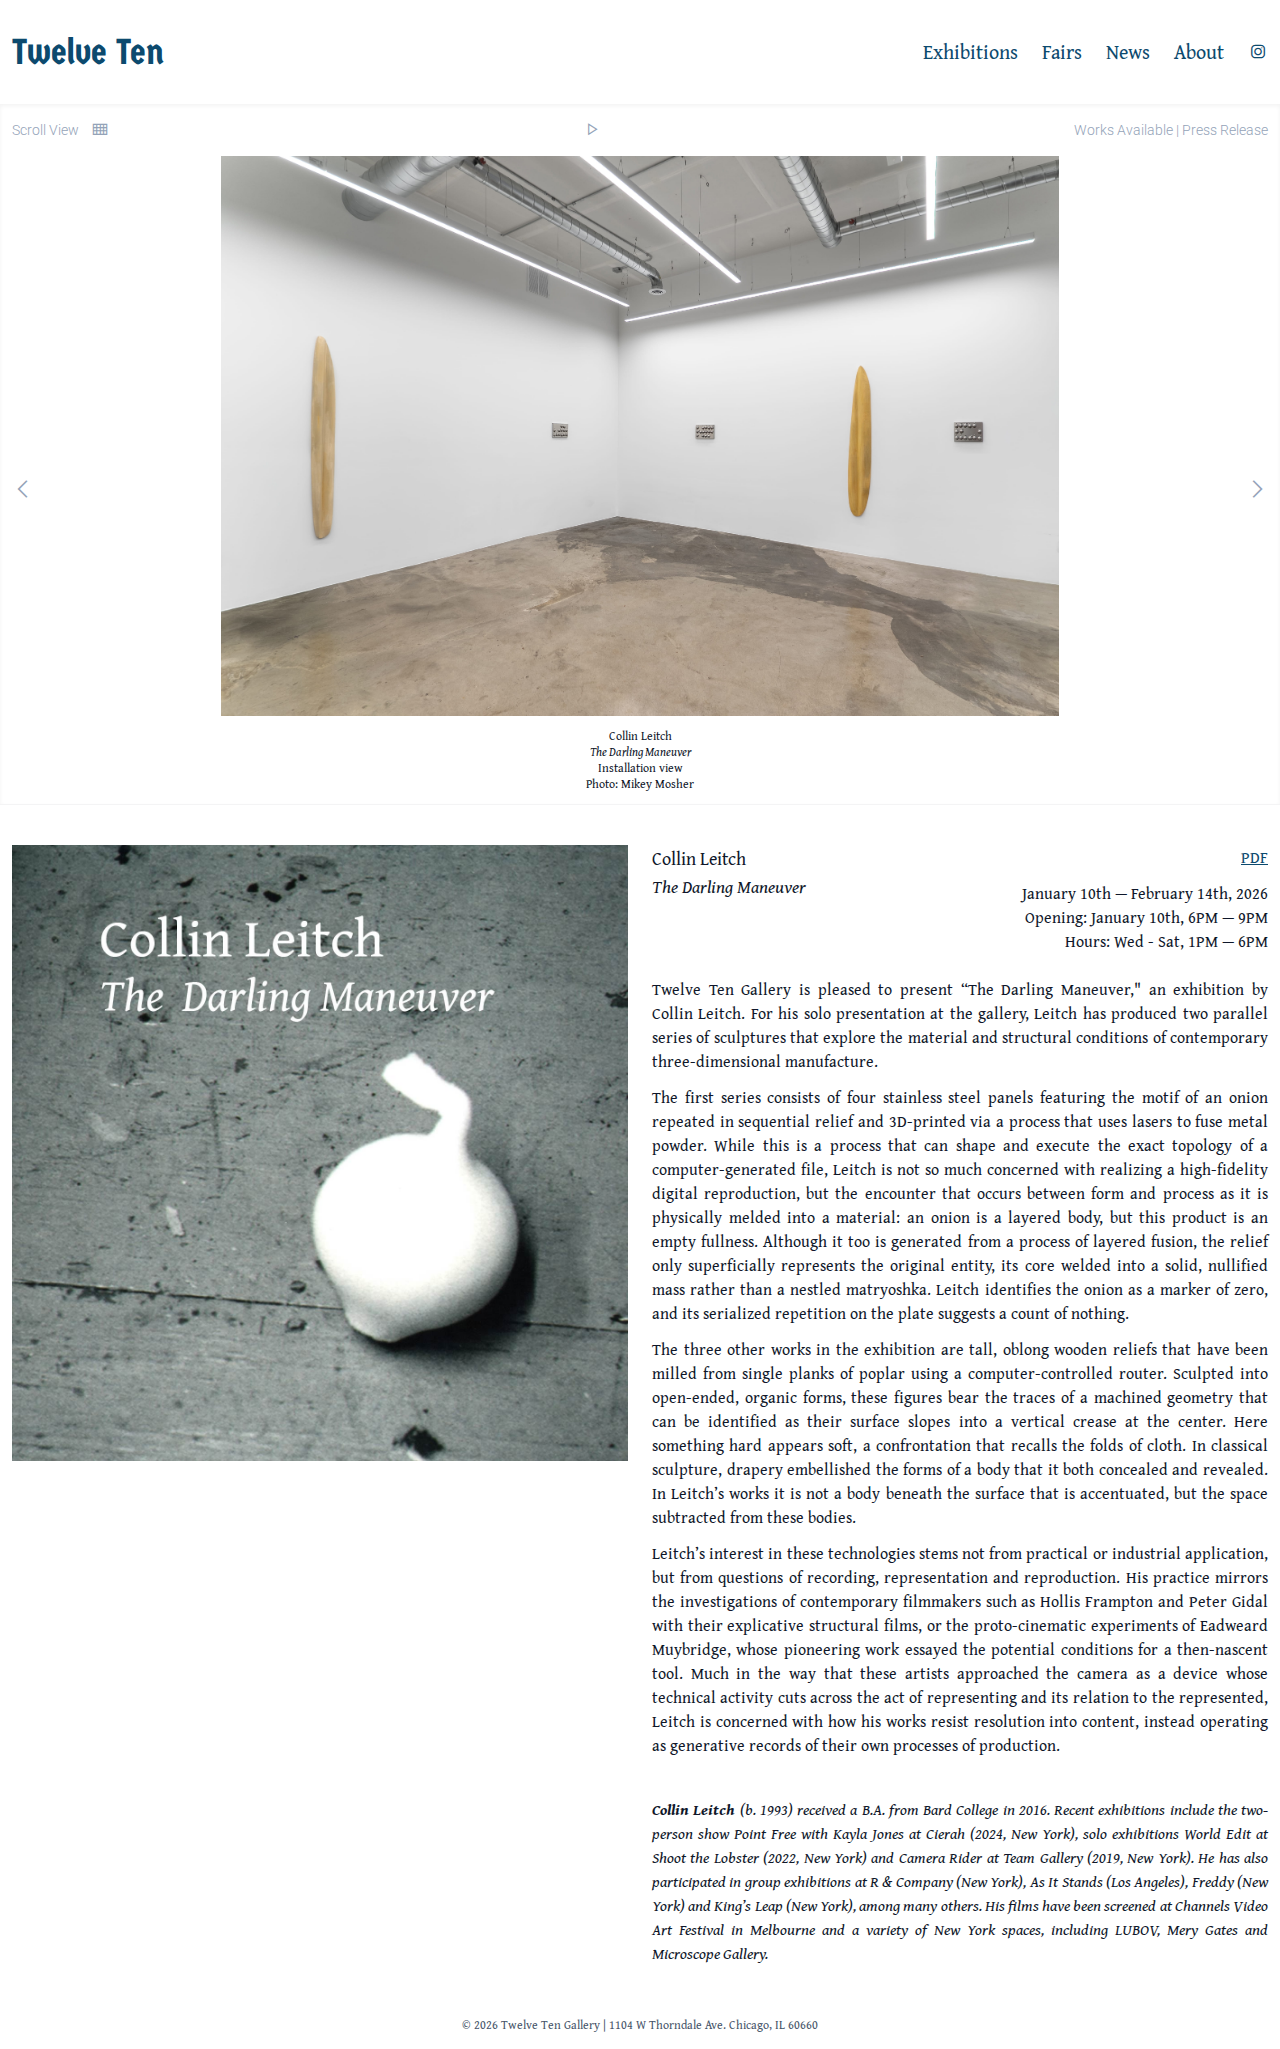 Twelve Ten
Exhibitions Fairs News About
Scroll View
Works Available | Press Release
Collin Leitch
The Darling Maneuver
Installation view
Photo: Mikey Mosher
Collin Leitch
The Darling Maneuver
Collin Leitch
PDF
The Darling Maneuver
January 10th — February 14th, 2026
Opening: January 10th, 6PM — 9PM
Hours: Wed - Sat, 1PM — 6PM
Twelve Ten Gallery is pleased to present “The Darling Maneuver," an exhibition by
Collin Leitch. For his solo presentation at the gallery, Leitch has produced two parallel
series of sculptures that explore the material and structural conditions of contemporary
three-dimensional manufacture.
The first series consists of four stainless steel panels featuring the motif of an onion
repeated in sequential relief and 3D-printed via a process that uses lasers to fuse metal
powder. While this is a process that can shape and execute the exact topology of a
computer-generated file, Leitch is not so much concerned with realizing a high-fidelity
digital reproduction, but the encounter that occurs between form and process as it is
physically melded into a material: an onion is a layered body, but this product is an
empty fullness. Although it too is generated from a process of layered fusion, the relief
only superficially represents the original entity, its core welded into a solid, nullified
mass rather than a nestled matryoshka. Leitch identifies the onion as a marker of zero,
and its serialized repetition on the plate suggests a count of nothing.
The three other works in the exhibition are tall, oblong wooden reliefs that have been
milled from single planks of poplar using a computer-controlled router. Sculpted into
open-ended, organic forms, these figures bear the traces of a machined geometry that
can be identified as their surface slopes into a vertical crease at the center. Here
something hard appears soft, a confrontation that recalls the folds of cloth. In classical
sculpture, drapery embellished the forms of a body that it both concealed and revealed.
In Leitch’s works it is not a body beneath the surface that is accentuated, but the space
subtracted from these bodies.
Leitch’s interest in these technologies stems not from practical or industrial application,
but from questions of recording, representation and reproduction. His practice mirrors
the investigations of contemporary filmmakers such as Hollis Frampton and Peter Gidal
with their explicative structural films, or the proto-cinematic experiments of Eadweard
Muybridge, whose pioneering work essayed the potential conditions for a then-nascent
tool. Much in the way that these artists approached the camera as a device whose
technical activity cuts across the act of representing and its relation to the represented,
Leitch is concerned with how his works resist resolution into content, instead operating
as generative records of their own processes of production.
Collin Leitch (b. 1993) received a B.A. from Bard College in 2016. Recent exhibitions include the two-
person show Point Free with Kayla Jones at Cierah (2024, New York), solo exhibitions World Edit at
Shoot the Lobster (2022, New York) and Camera Rider at Team Gallery (2019, New York). He has also
participated in group exhibitions at R & Company (New York), As It Stands (Los Angeles), Freddy (New
York) and King’s Leap (New York), among many others. His films have been screened at Channels Video
Art Festival in Melbourne and a variety of New York spaces, including LUBOV, Mery Gates and
Microscope Gallery.
© 2026 Twelve Ten Gallery | 1104 W Thorndale Ave. Chicago, IL 60660